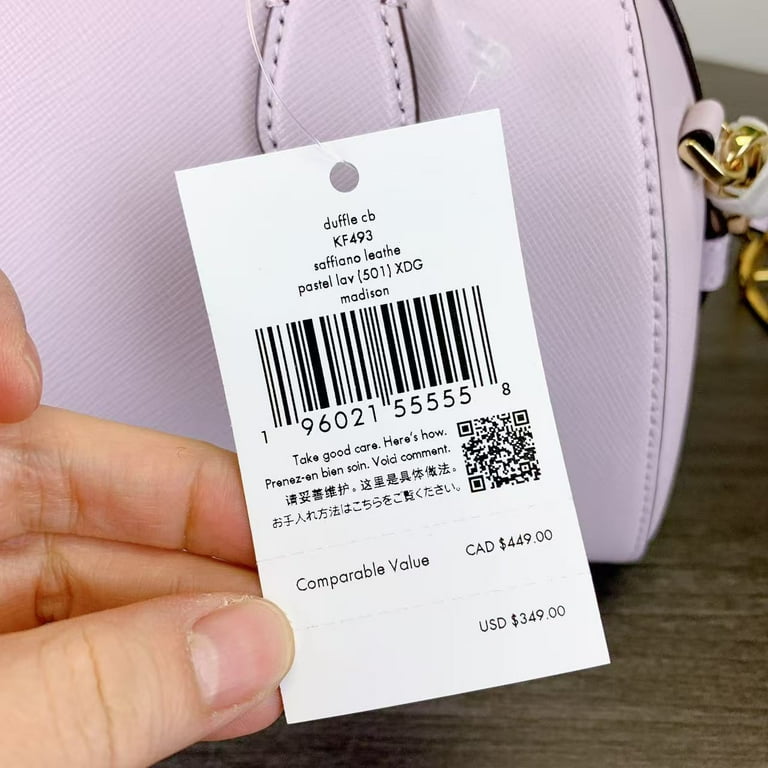 duffle cb
KF493
saffiano leathe
pastel lav (501) XDG
madison
1 96021 55555 8
Take good care. Here's how.
Prenez-en bien soin. Voici comment.
请妥善维护。这里是具体做法。
お手入れ方法はこちらをご覧ください。
Comparable Value CAD $449.00
USD $349.00